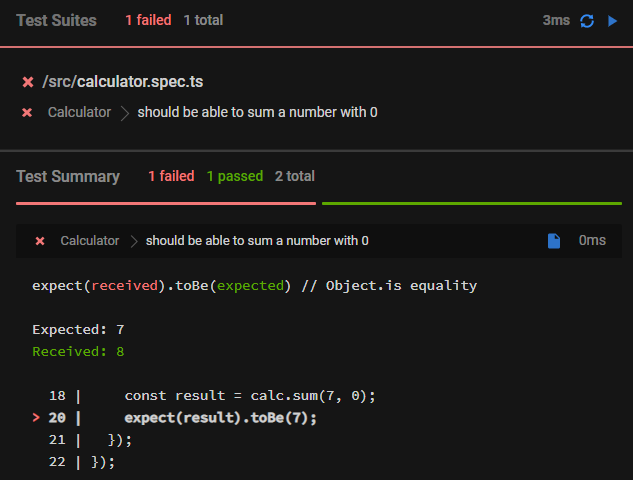 Test Suites 1 failed 1 total 3ms
/src/calculator.spec.ts
Calculator should be able to sum a number with 0
Test Summary 1 failed 1 passed 2 total
Calculator should be able to sum a number with 0 0ms
expect(received).toBe(expected) // Object.is equality
Expected: 7
Received: 8
18 | const result = calc.sum(7, 0);
> 20 | expect(result).toBe(7);
21 | });
22 | });